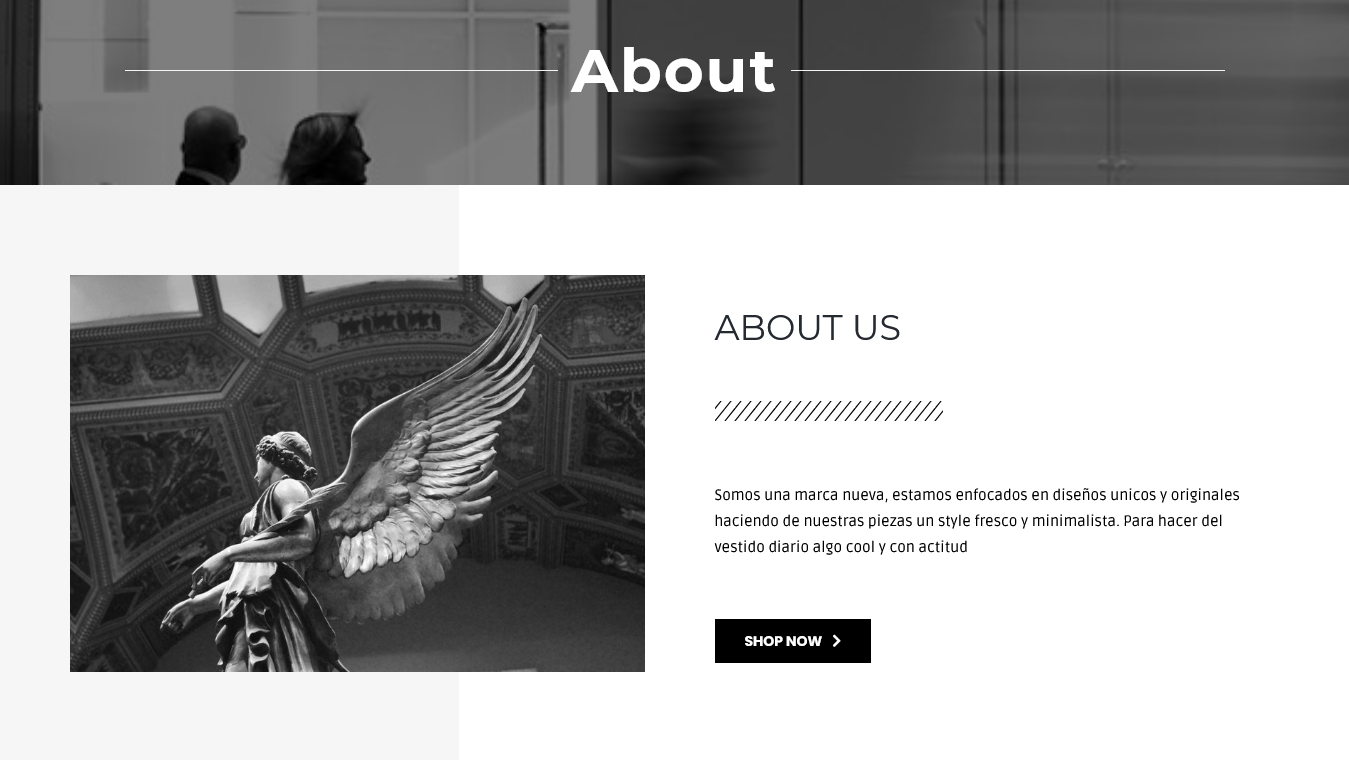 About
ABOUT US
Somos una marca nueva, estamos enfocados en diseños unicos y originales
haciendo de nuestras piezas un style fresco y minimalista. Para hacer del
vestido diario algo cool y con actitud
SHOP NOW